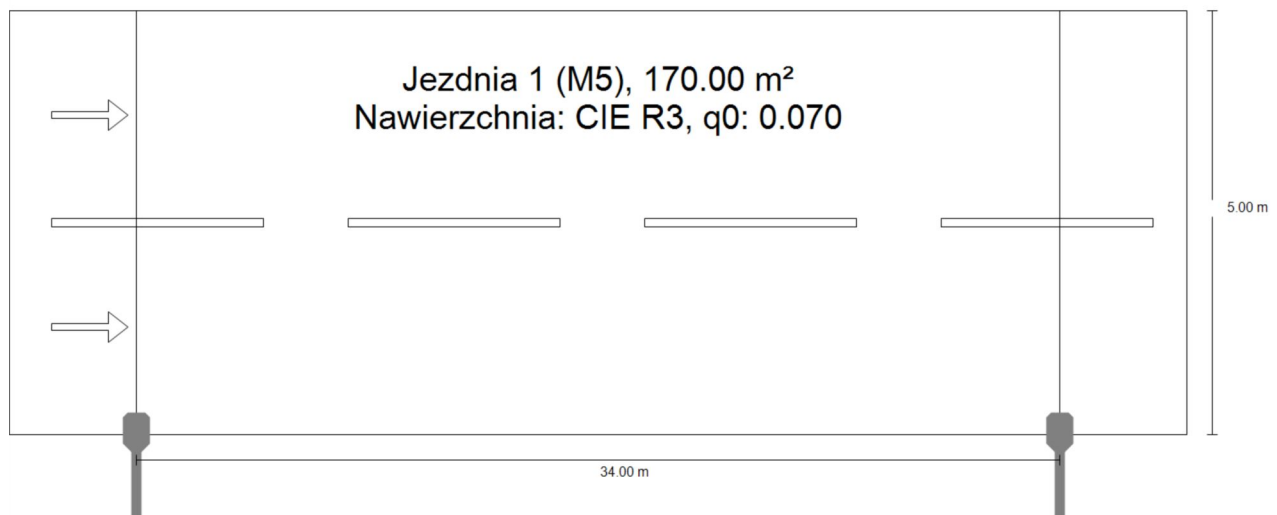 Jezdnia 1 (M5), 170.00 m²
Nawierzchnia: CIE R3, q0: 0.070
5.00 m
34.00 m